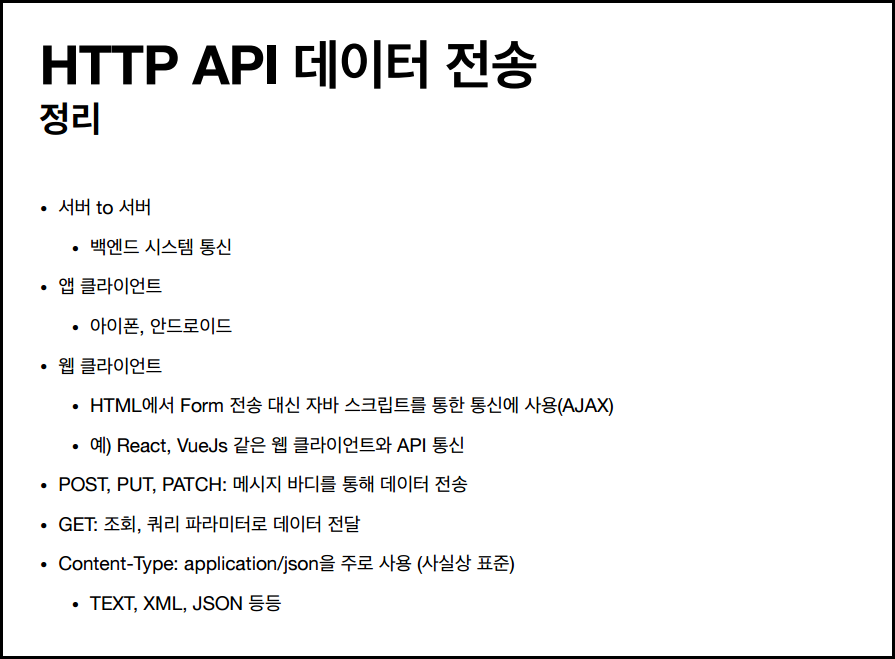 HTTP API 데이터 전송
정리
• 서버 to 서버
• 백엔드 시스템 통신
• 앱 클라이언트
• 아이폰, 안드로이드
• 웹 클라이언트
• HTML에서 Form 전송 대신 자바 스크립트를 통한 통신에 사용(AJAX)
• 예) React, VueJs 같은 웹 클라이언트와 API 통신
• POST, PUT, PATCH: 메시지 바디를 통해 데이터 전송
• GET: 조회, 쿼리 파라미터로 데이터 전달
• Content-Type: application/json을 주로 사용 (사실상 표준)
• TEXT, XML, JSON 등등